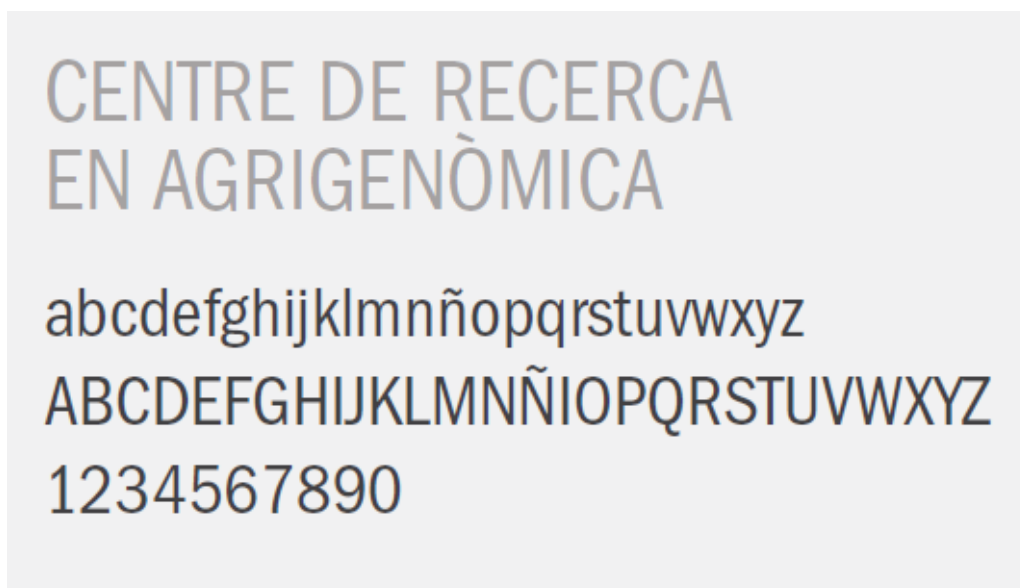 CENTRE DE RECERCA
EN AGRIGENÒMICA
abcdefghijklmnñopqrstuvwxyz
ABCDEFGHIJKLMNÑIOPQRSTUVWXYZ
1234567890